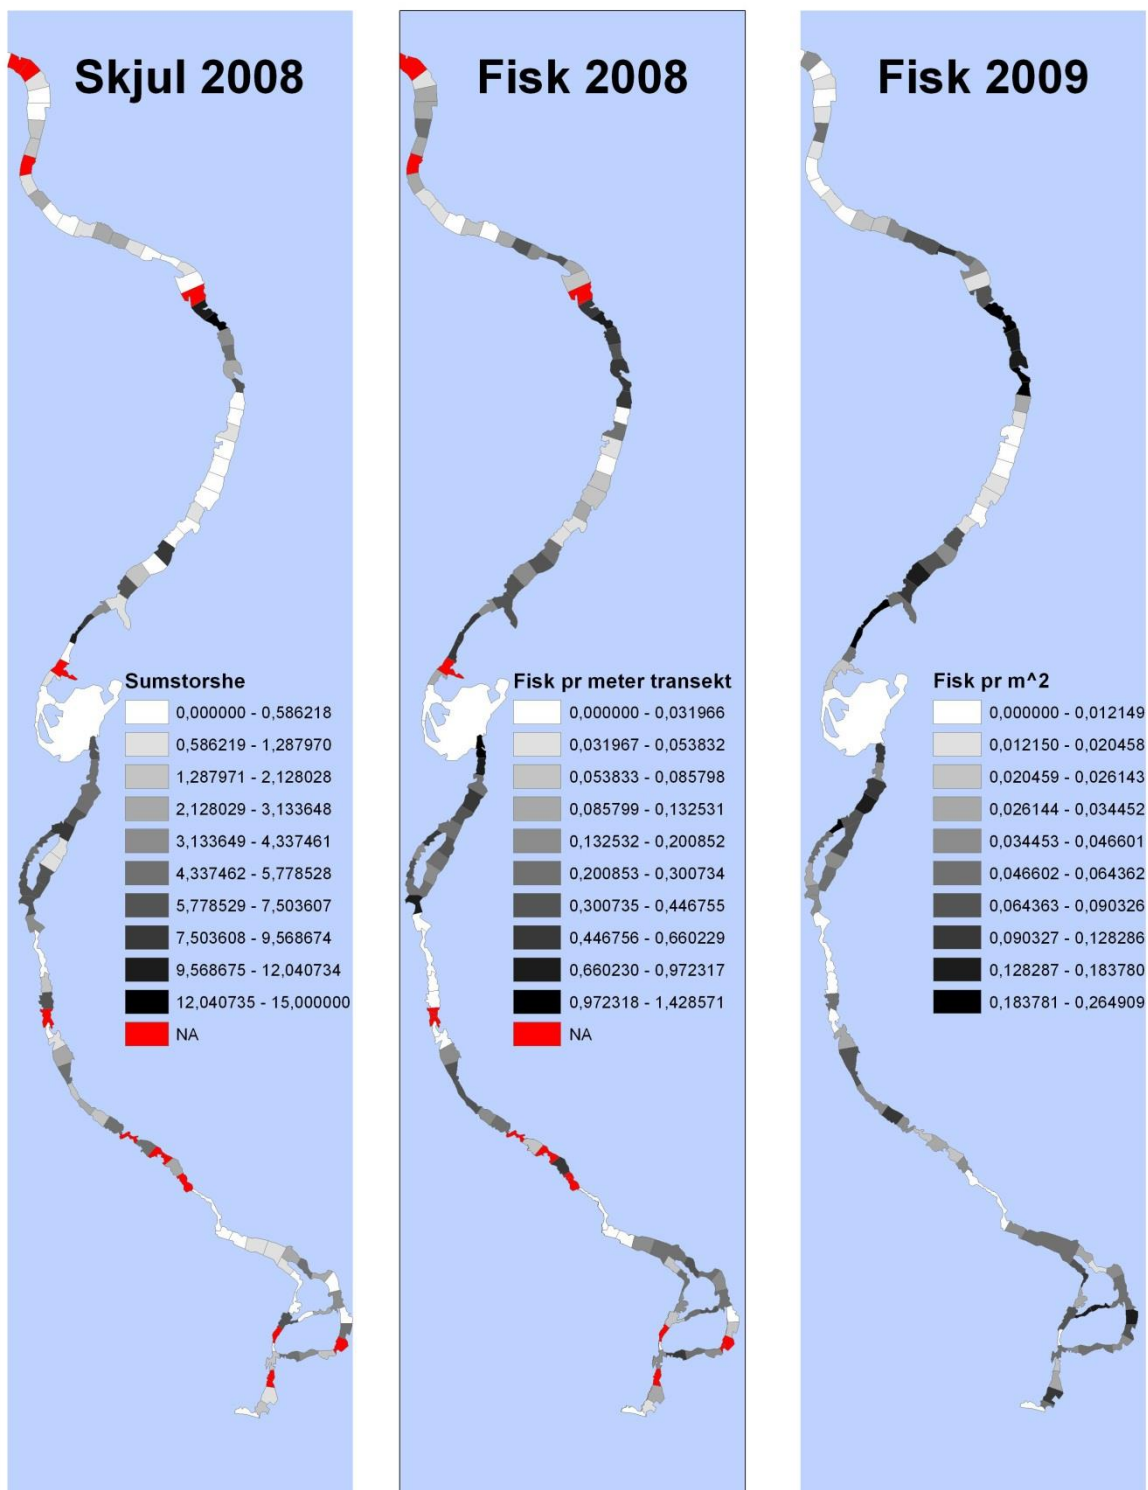 Skjul 2008
Sumstorshe
0,000000 - 0,586218
0,586219 - 1,287970
1,287971 - 2,128028
2,128029 - 3,133648
3,133649 - 4,337461
4,337462 - 5,778528
5,778529 - 7,503607
7,503608 - 9,568674
9,568675 - 12,040734
12,040735 - 15,000000
NA
Fisk 2008
Fisk pr meter transekt
0,000000 - 0,031966
0,031967 - 0,053832
0,053833 - 0,085798
0,085799 - 0,132531
0,132532 - 0,200852
0,200853 - 0,300734
0,300735 - 0,446755
0,446756 - 0,660229
0,660230 - 0,972317
0,972318 - 1,428571
NA
Fisk 2009
Fisk pr m^2
0,000000 - 0,012149
0,012150 - 0,020458
0,020459 - 0,026143
0,026144 - 0,034452
0,034453 - 0,046601
0,046602 - 0,064362
0,064363 - 0,090326
0,090327 - 0,128286
0,128287 - 0,183780
0,183781 - 0,264909